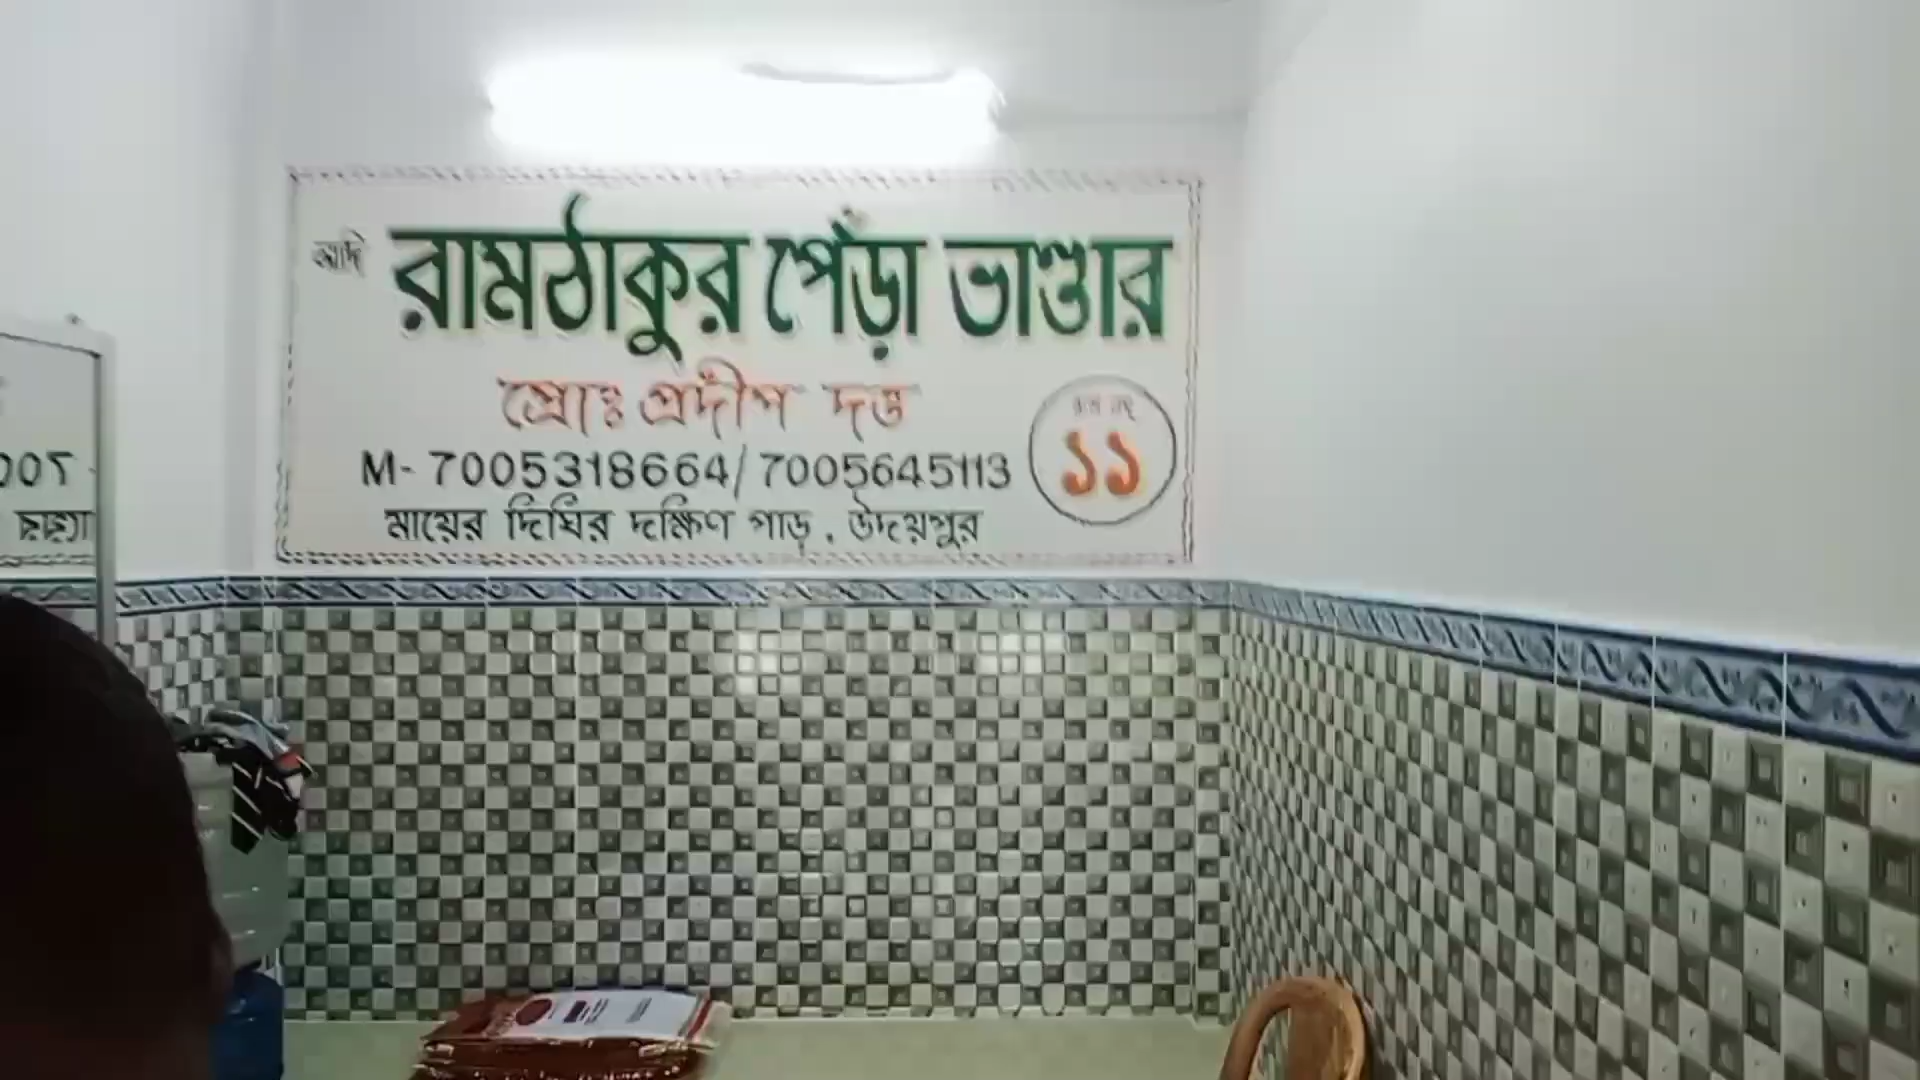 আদি রামঠাকুর পেঁড়া ভাণ্ডার
প্রোঃ প্রদীপ দত্ত
M- 7005318664/7005645113
মায়ের দিঘির দক্ষিণ পাড়, উদয়পুর
১১